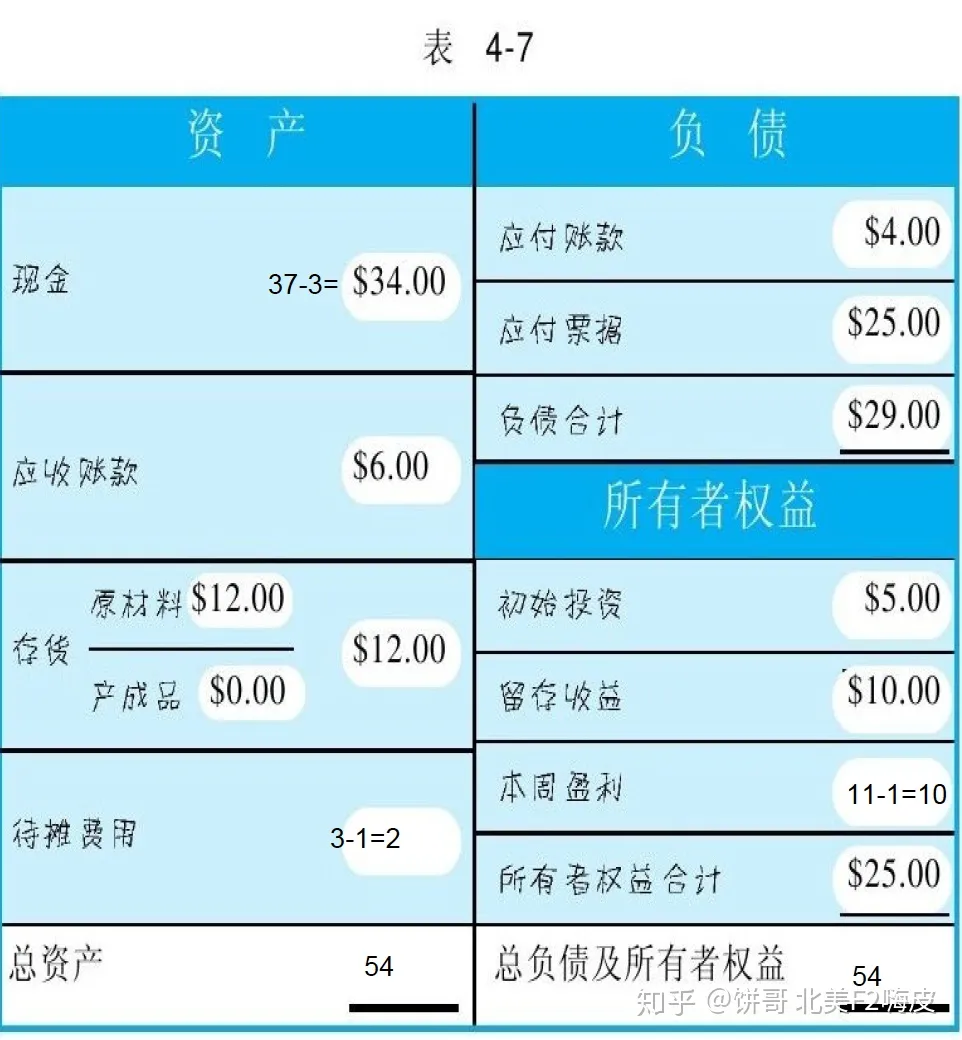 表 4-7
资 产
现金 37-3= $34.00
应收账款 $6.00
存货 原材料 $12.00 $12.00
产成品 $0.00
待摊费用 3-1=2
总资产 54
负 债
应付账款 $4.00
应付票据 $25.00
负债合计 $29.00
所有者权益
初始投资 $5.00
留存收益 $10.00
本周盈利 11-1=10
所有者权益合计 $25.00
总负债及所有者权益 54
知乎 @饼哥 北美F2嗨皮